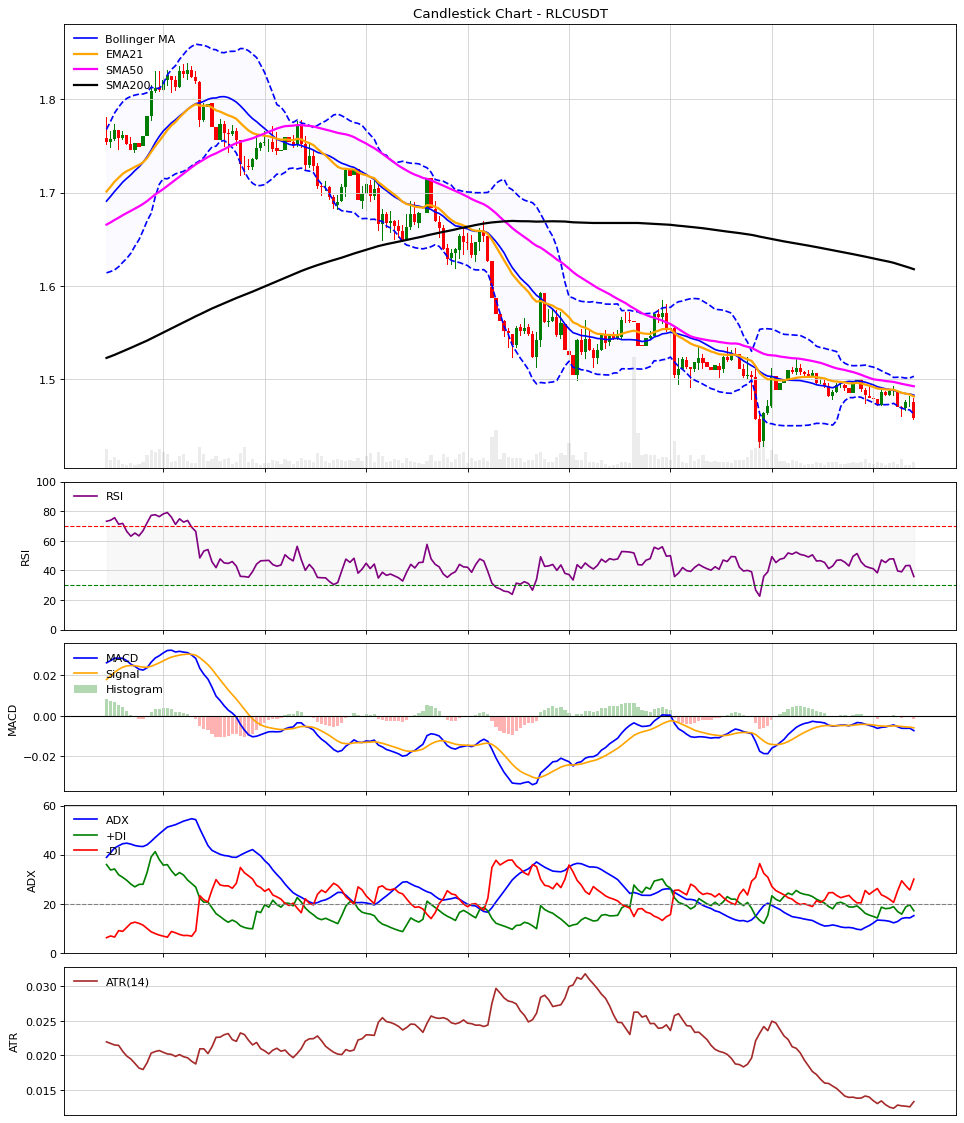 Candlestick Chart - RLCUSDT
Bollinger MA
EMA21
SMA50
SMA200
1.8
1.7
1.6
1.5
RSI
100
80
60
40
20
0
RSI
MACD
Signal
Histogram
0.02
0.00
−0.02
MACD
ADX
+DI
-DI
60
40
20
0
ADX
ATR(14)
0.030
0.025
0.020
0.015
ATR